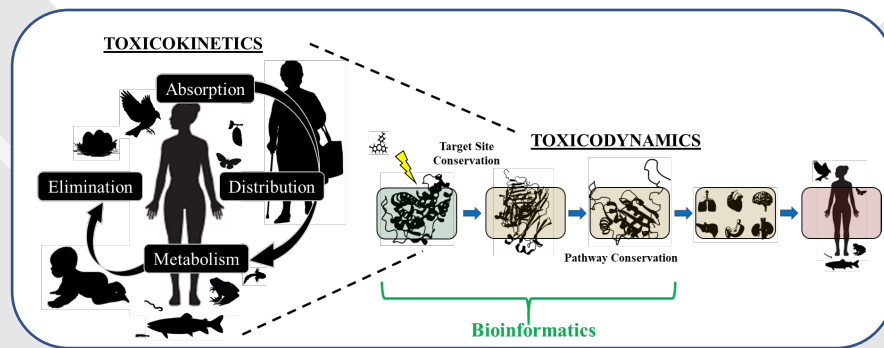 TOXICOKINETICS
Absorption
Distribution
Metabolism
Elimination
TOXICODYNAMICS
Target Site
Conservation
Pathway Conservation
Bioinformatics